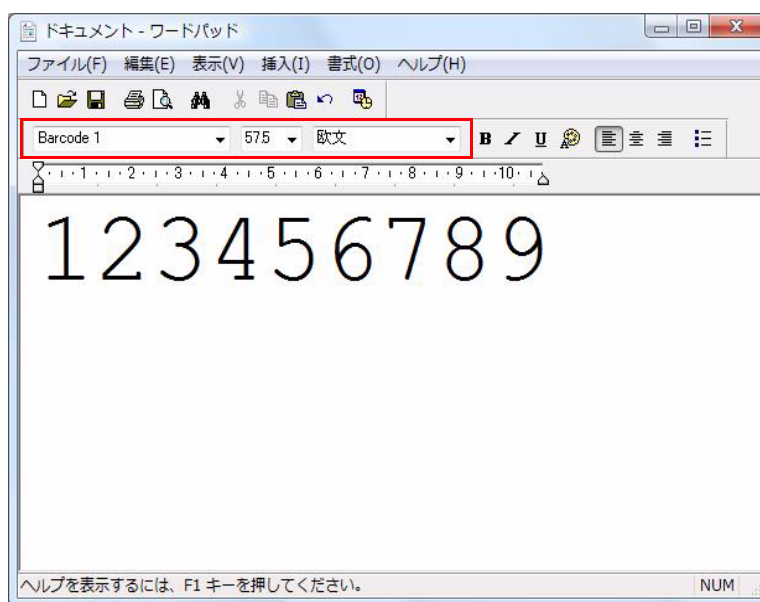 ドキュメント - ワードパッド
ファイル(F) 編集(E) 表示(V) 挿入(I) 書式(O) ヘルプ(H)
Barcode 1 57.5 欧文 B I U
1 2 3 4 5 6 7 8 9 10
123456789
ヘルプを表示するには、F1 キーを押してください。 NUM